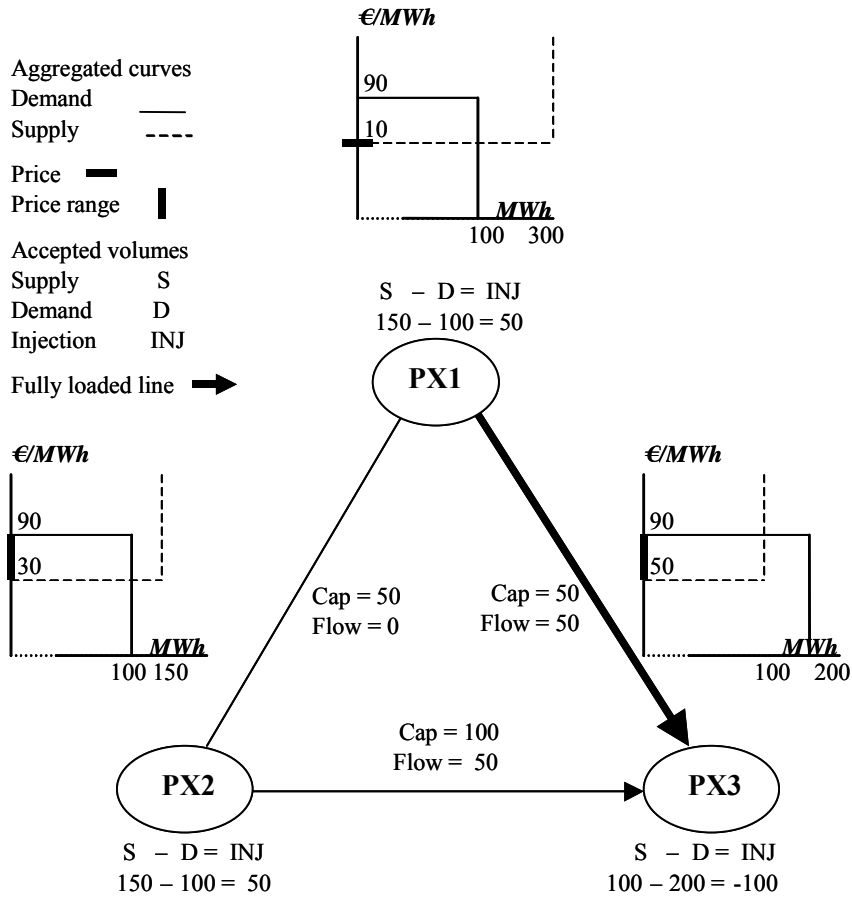 €/MWh
Aggregated curves
Demand
Supply
Price
Price range
Accepted volumes
Supply S
Demand D
Injection INJ
Fully loaded line
90
10
MWh
100 300
S – D = INJ
150 – 100 = 50
PX1
€/MWh
90
30
MWh
100 150
€/MWh
90
50
MWh
100 200
Cap = 50
Flow = 0
Cap = 50
Flow = 50
Cap = 100
Flow = 50
PX2
PX3
S – D = INJ
150 – 100 = 50
S – D = INJ
100 – 200 = -100